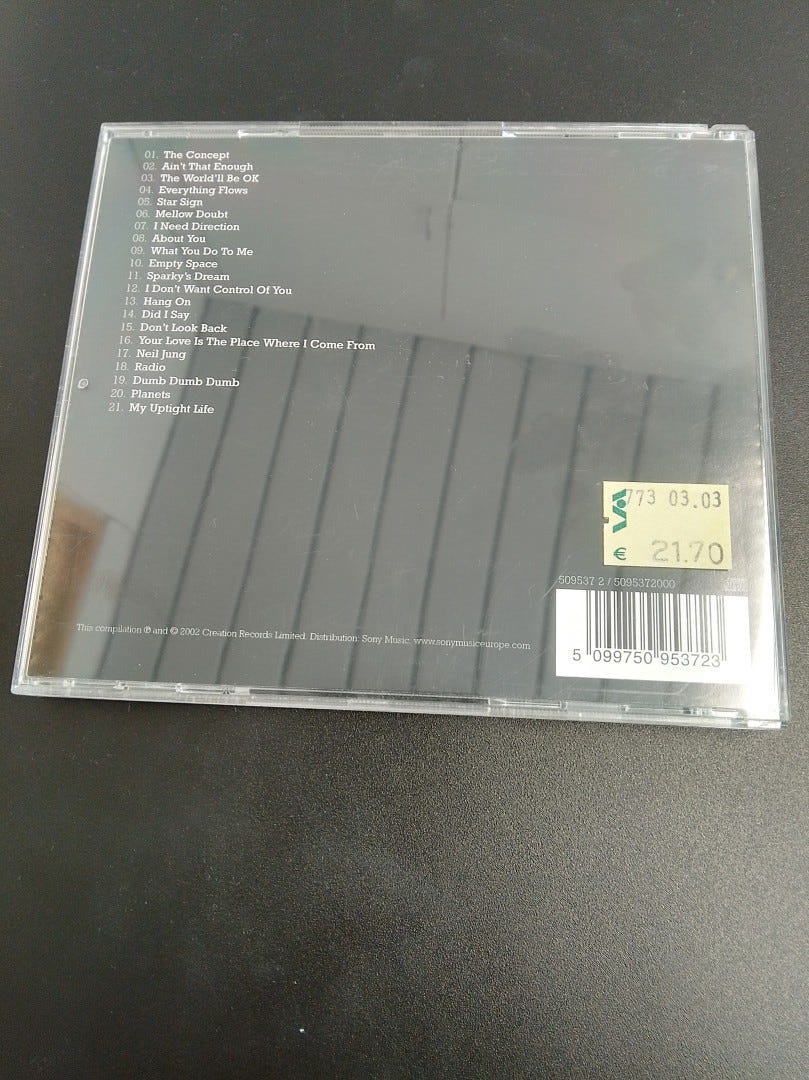 01. The Concept
02. Ain't That Enough
03. The World'll Be OK
04. Everything Flows
05. Star Sign
06. Mellow Doubt
07. I Need Direction
08. About You
09. What You Do To Me
10. Empty Space
11. Sparky's Dream
12. I Don't Want Control Of You
13. Hang On
14. Did I Say
15. Don't Look Back
16. Your Love Is The Place Where I Come From
17. Neil Jung
18. Radio
19. Dumb Dumb Dumb
20. Planets
21. My Uptight Life
773 03.03
€ 21.70
509537 2 / 5095372000
5 099750 953723
This compilation ℗ and © 2002 Creation Records Limited. Distribution: Sony Music. www.sonymusiceurope.com